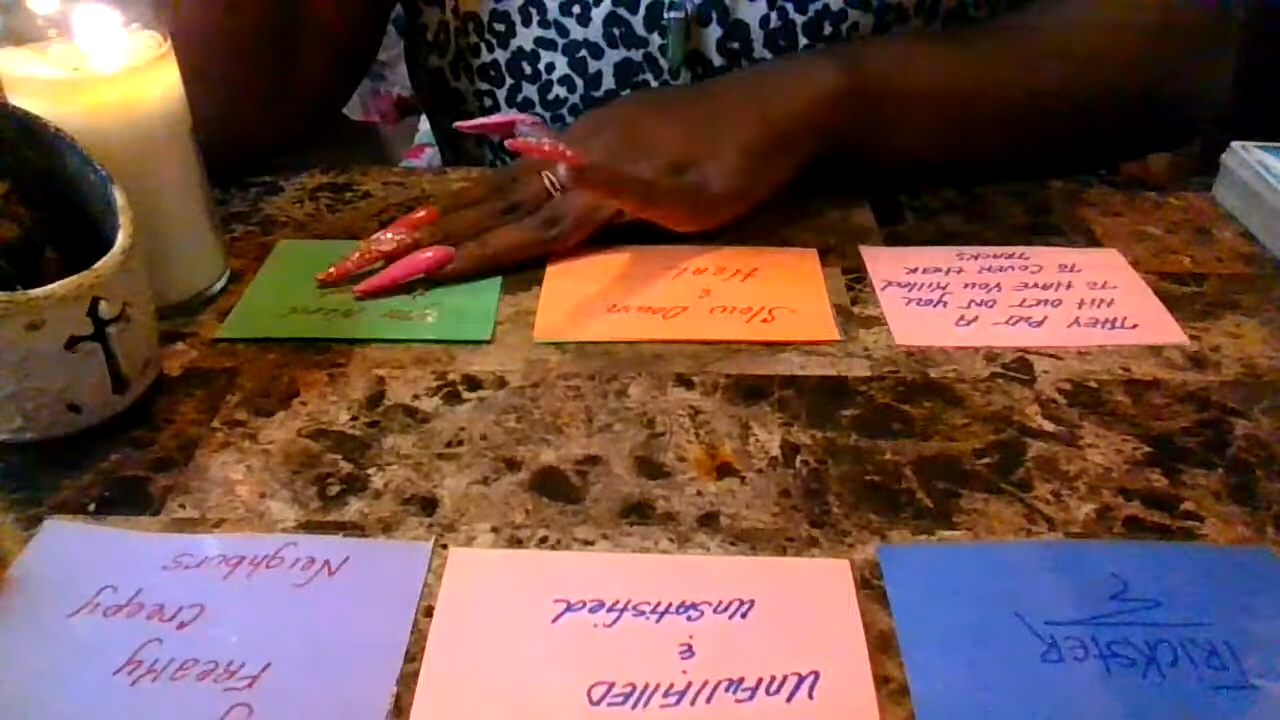 Slow Down
&
Heal
THEY Put A
Hit out on you
To Have you killed
To Cover their
Tracks
Freaky
Creepy
Neighbors
UnFulFillED
&
UnSatisfied
TRICKSTER